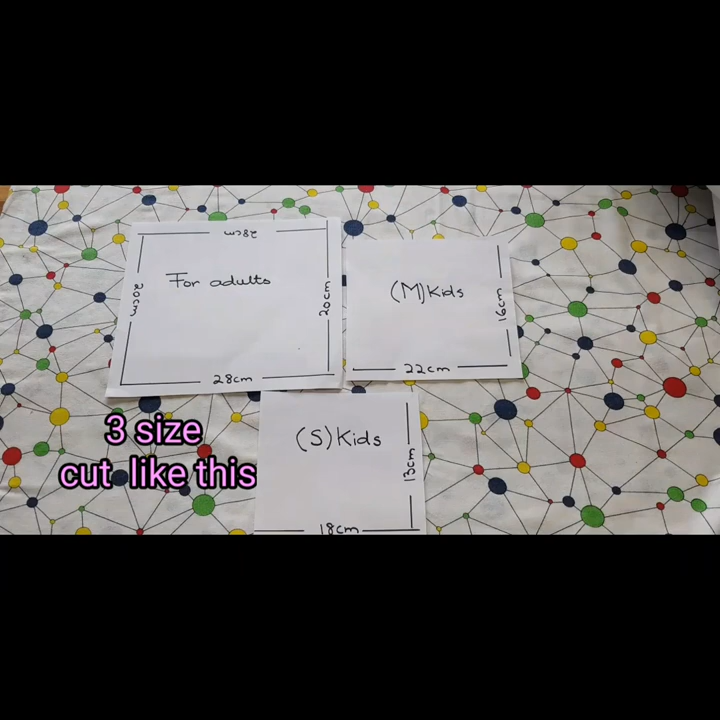 28cm
20cm
For adults
20cm
28cm
(M) Kids
16cm
22cm
3 size
cut like this
(S) Kids
13cm
18cm